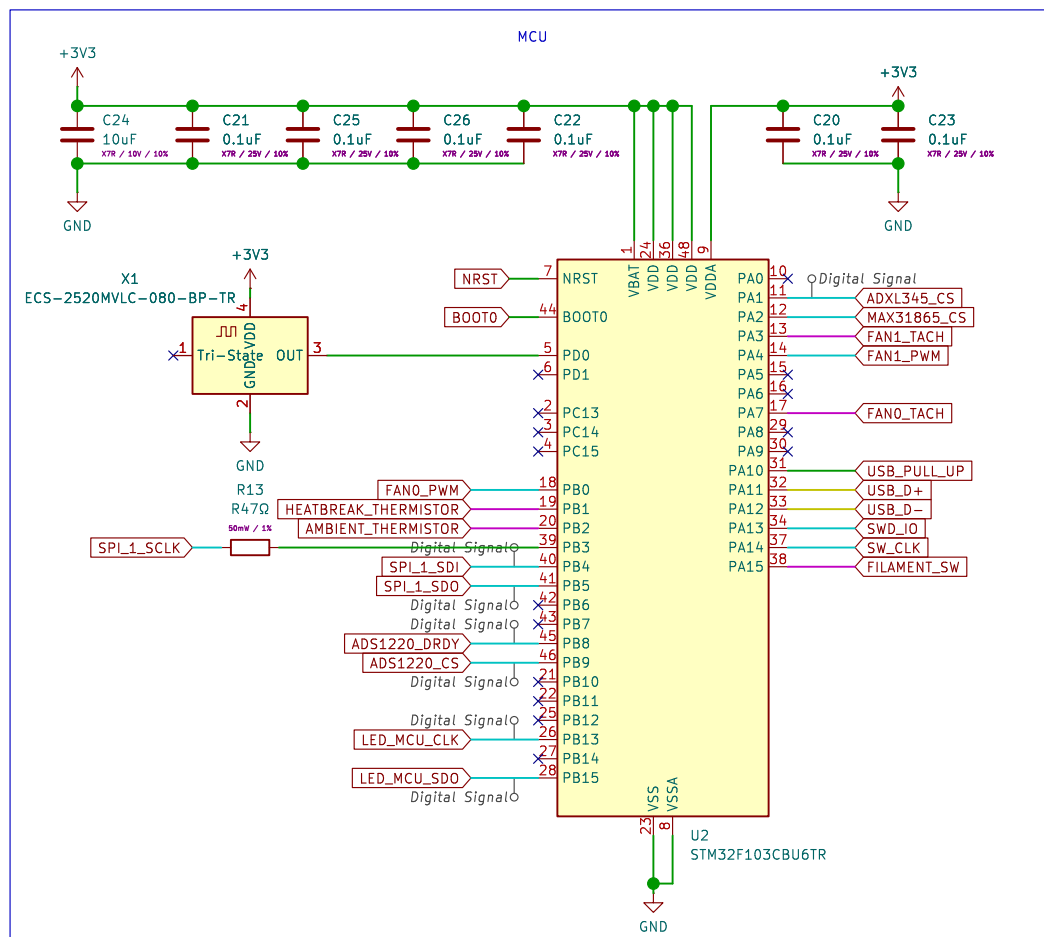 MCU
+3V3
+3V3
C24
10uF
X7R / 10V / 10%
C21
0.1uF
X7R / 25V / 10%
C25
0.1uF
X7R / 25V / 10%
C26
0.1uF
X7R / 25V / 10%
C22
0.1uF
X7R / 25V / 10%
C20
0.1uF
X7R / 25V / 10%
C23
0.1uF
X7R / 25V / 10%
GND
GND
+3V3
X1
ECS-2520MVLC-080-BP-TR
4
VDD
1
Tri-State
OUT
3
GND
2
GND
1
24
36
48
9
VBAT
VDD
VDD
VDD
VDDA
NRST
7
NRST
BOOT0
44
BOOT0
5
PD0
6
PD1
2
PC13
3
PC14
4
PC15
FAN0_PWM
18
PB0
HEATBREAK_THERMISTOR
19
PB1
AMBIENT_THERMISTOR
20
PB2
R13
R47Ω
50mW / 1%
SPI_1_SCLK
39
PB3
Digital Signal
SPI_1_SDI
40
PB4
SPI_1_SDO
41
PB5
Digital Signal
42
PB6
Digital Signal
43
PB7
ADS1220_DRDY
45
PB8
ADS1220_CS
46
PB9
Digital Signal
21
PB10
22
PB11
Digital Signal
25
PB12
LED_MCU_CLK
26
PB13
27
PB14
LED_MCU_SDO
28
PB15
Digital Signal
PA0
10
Digital Signal
PA1
11
ADXL345_CS
PA2
12
MAX31865_CS
PA3
13
FAN1_TACH
PA4
14
FAN1_PWM
PA5
15
PA6
16
PA7
17
FAN0_TACH
PA8
29
PA9
30
PA10
31
USB_PULL_UP
PA11
32
USB_D+
PA12
33
USB_D-
PA13
34
SWD_IO
PA14
37
SW_CLK
PA15
38
FILAMENT_SW
VSS
VSSA
23
8
U2
STM32F103CBU6TR
GND